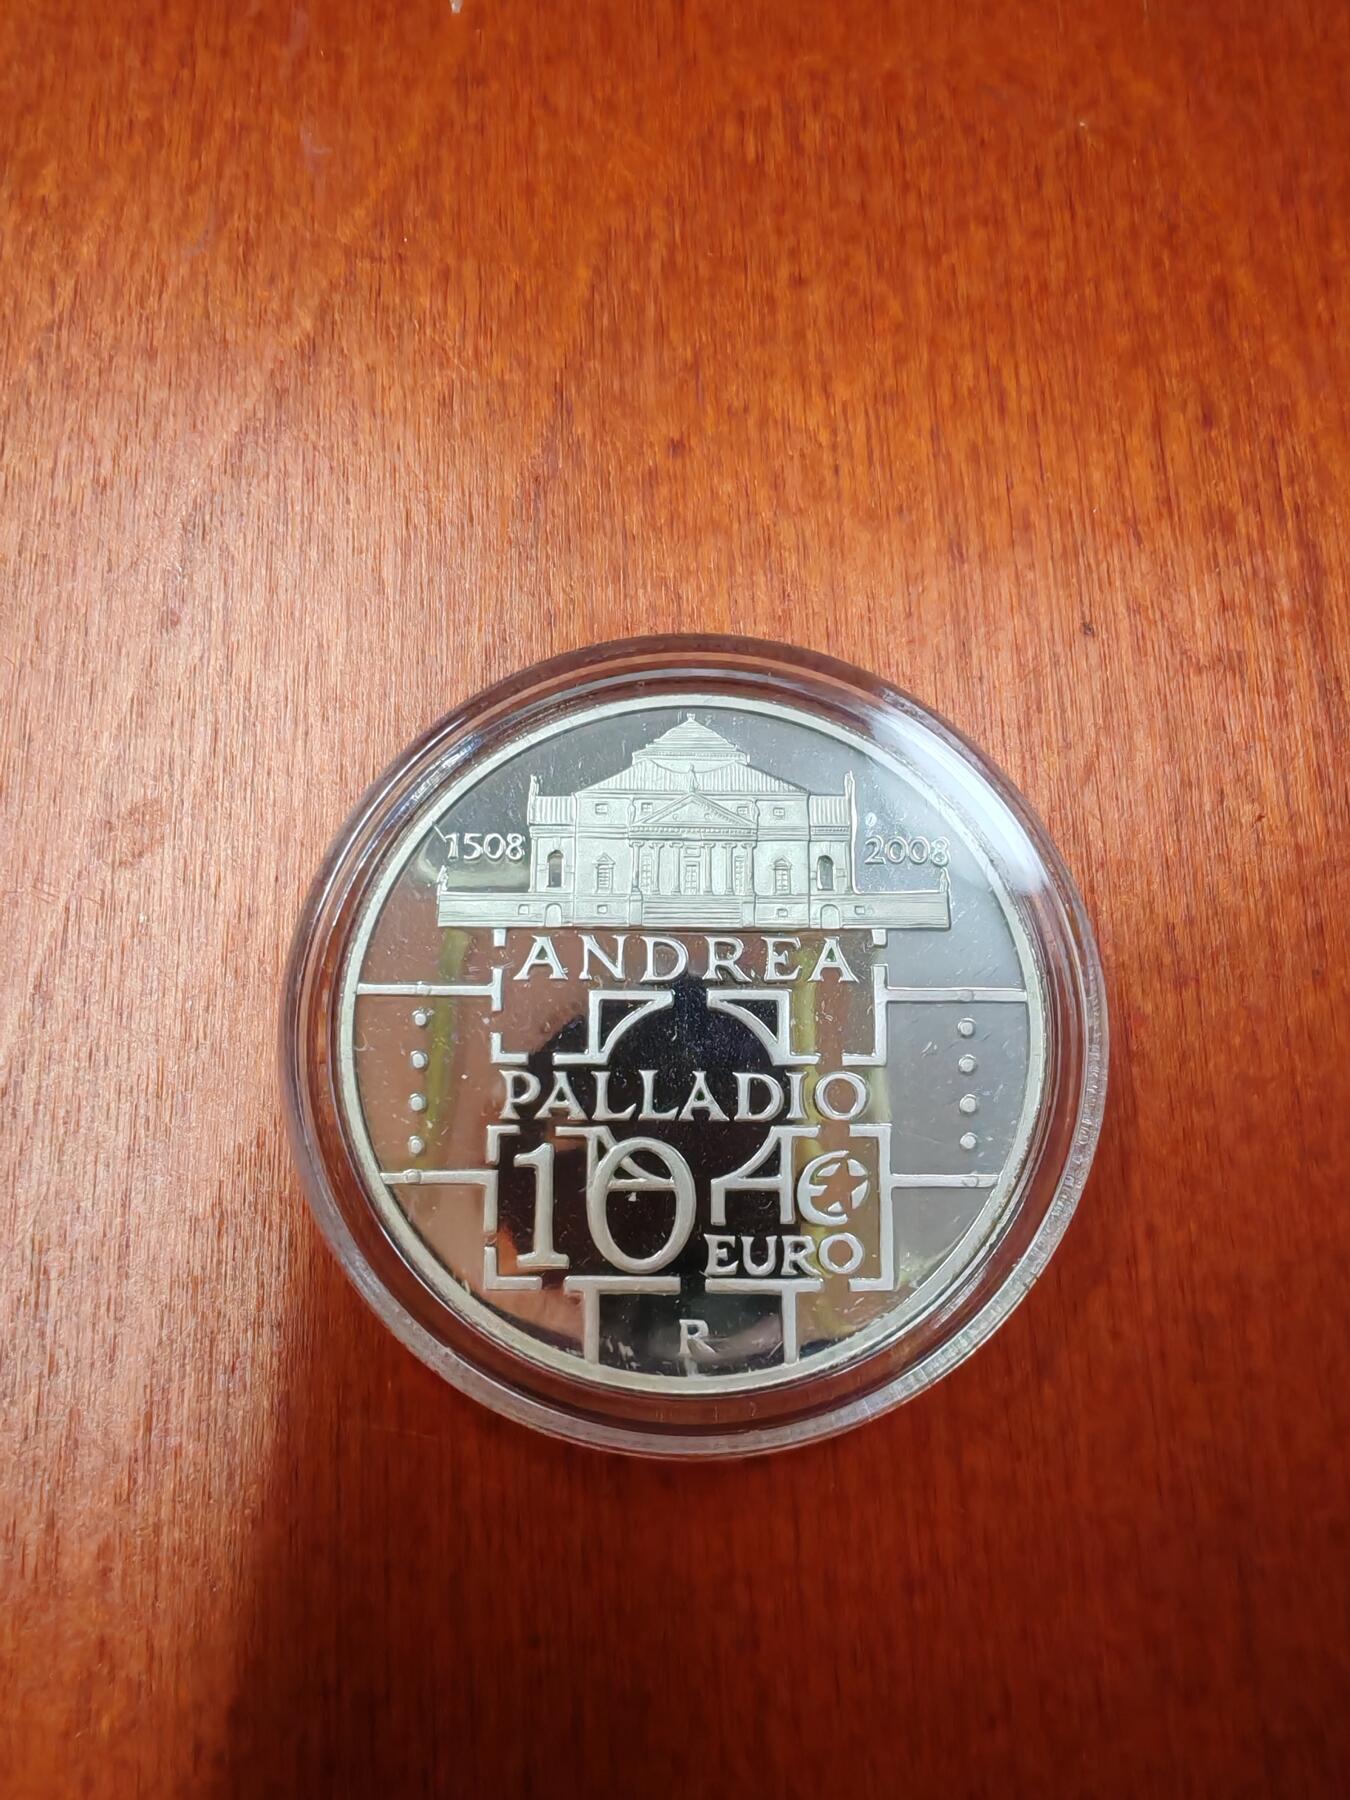 1508 2008
ANDREA
PALLADIO
10 €
EURO
R